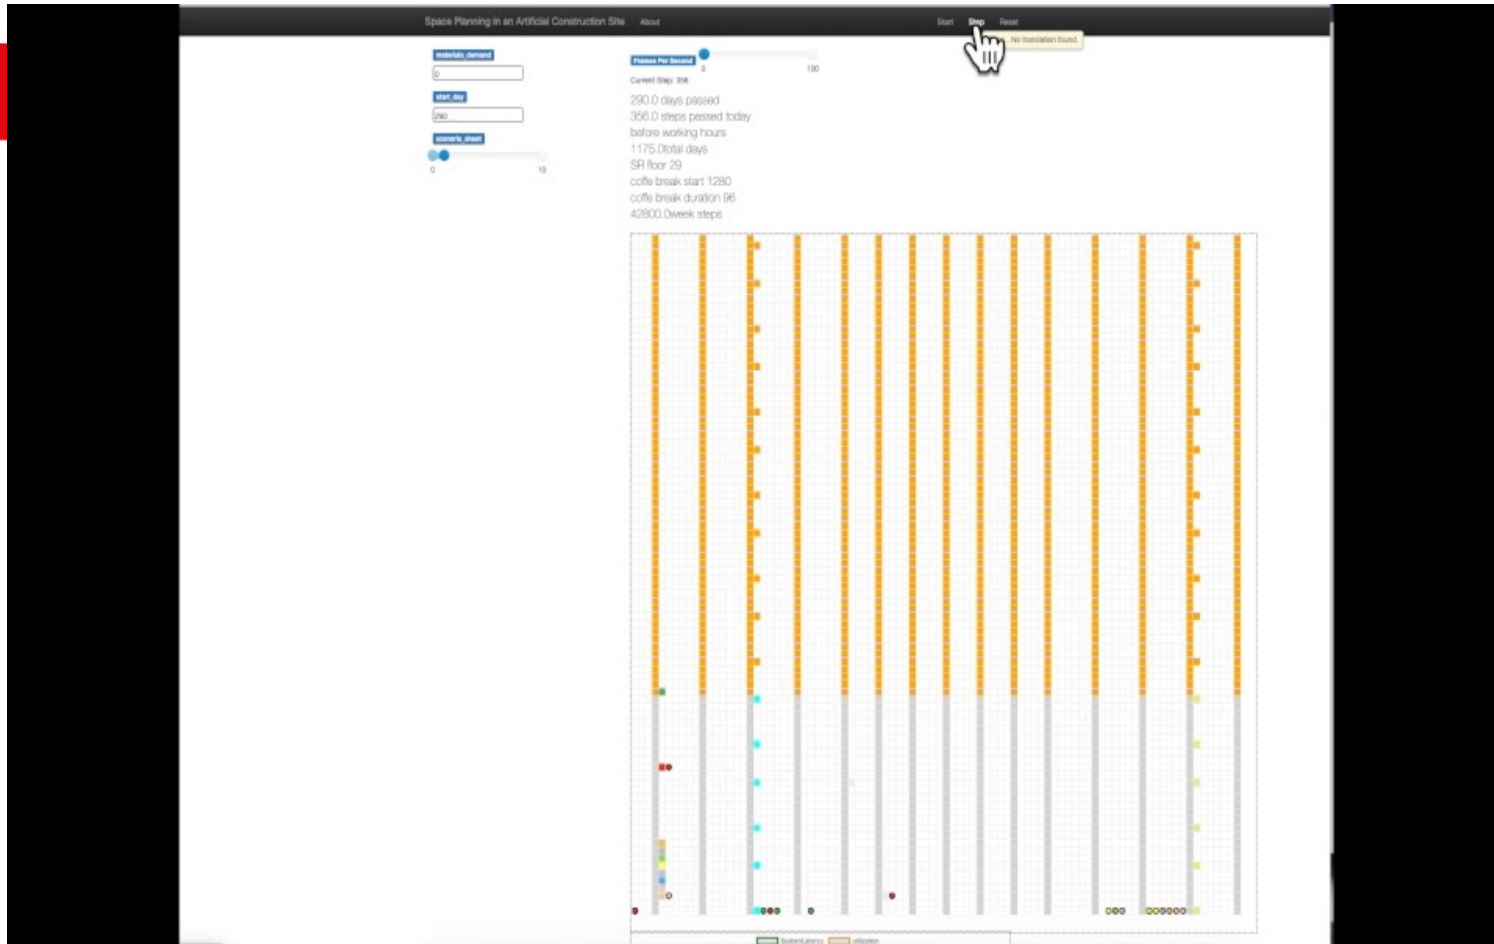 Space Planning in an Artificial Construction Site About Start Step Reset
No translation found
materials_demand
0
start_day
290
scenario_sheet
0 10
Frames Per Second
0 100
Current Step: 356
290.0 days passed
356.0 steps passed today
before working hours
1175.0total days
SR floor 29
coffe break start 1280
coffe break duration 96
42800.0week steps
SystemLatency utilization